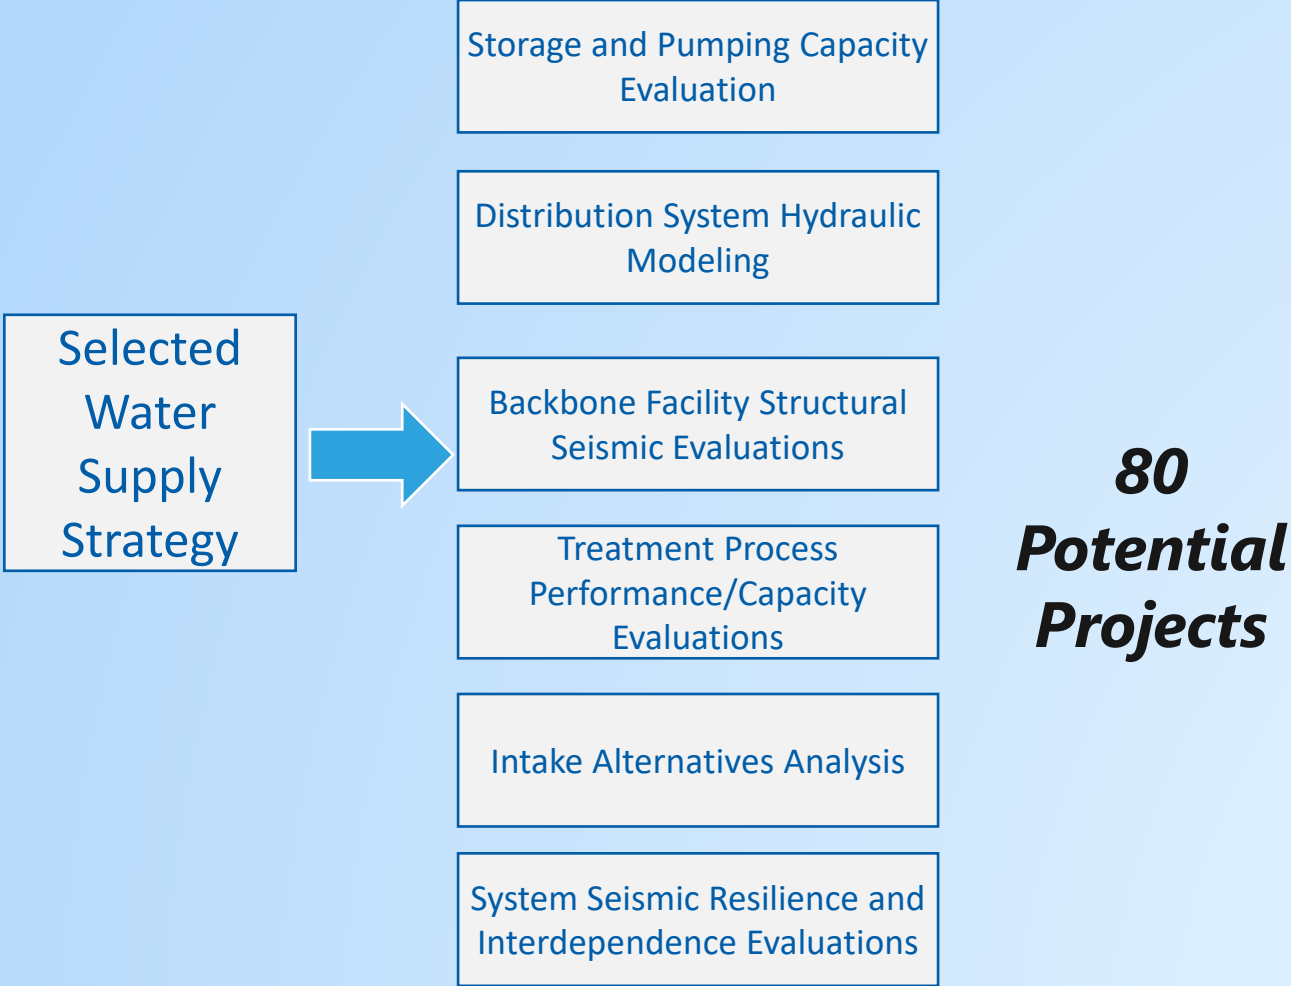 Storage and Pumping Capacity
Evaluation
Distribution System Hydraulic
Modeling
Selected
Water
Supply
Strategy
Backbone Facility Structural
Seismic Evaluations
Treatment Process
Performance/Capacity
Evaluations
Intake Alternatives Analysis
System Seismic Resilience and
Interdependence Evaluations
80
Potential
Projects